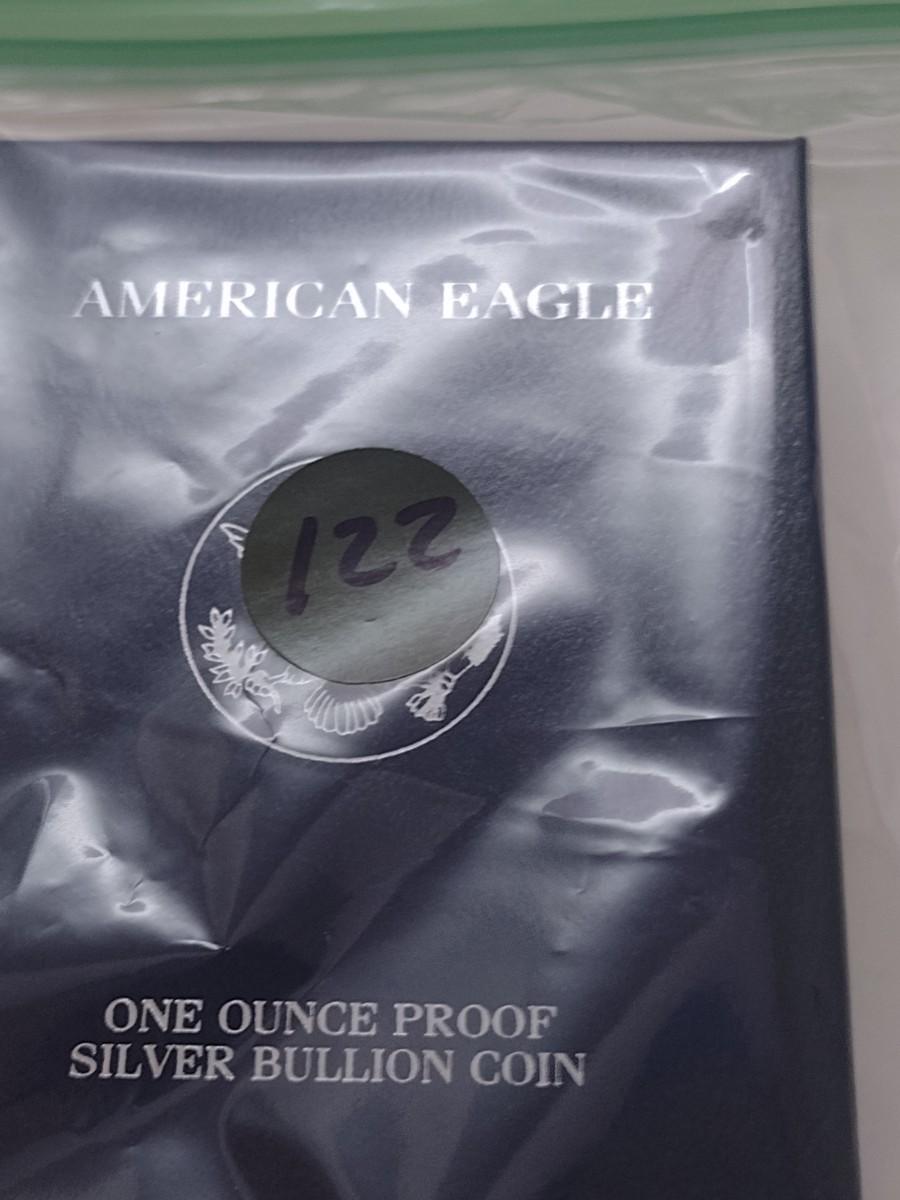 AMERICAN EAGLE
122
ONE OUNCE PROOF
SILVER BULLION COIN